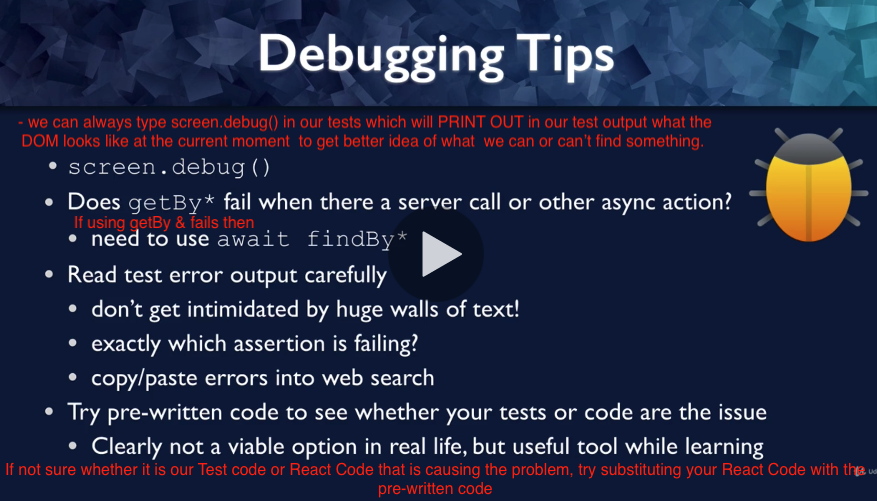 Debugging Tips
- we can always type screen.debug() in our tests which will PRINT OUT in our test output what the
DOM looks like at the current moment to get better idea of what we can or can't find something.
• screen.debug()
• Does getBy* fail when there a server call or other async action?
If using getBy & fails then
• need to use await findBy*
• Read test error output carefully
• don't get intimidated by huge walls of text!
• exactly which assertion is failing?
• copy/paste errors into web search
• Try pre-written code to see whether your tests or code are the issue
• Clearly not a viable option in real life, but useful tool while learning
If not sure whether it is our Test code or React Code that is causing the problem, try substituting your React Code with the
pre-written code